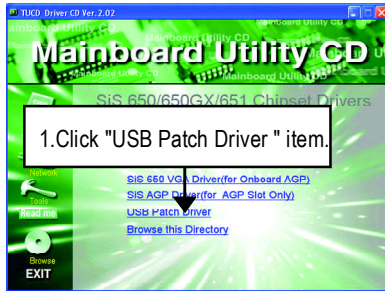 TUCD Driver CD Ver.2.02
Mainboard Utility CD
SiS 650/650GX/651 Chipset Drivers
1.Click "USB Patch Driver " item.
Network
SiS 650 VGA Driver(for Onboard AGP)
SiS AGP Driver(for AGP Slot Only)
Tools
USB Patch Driver
Read me
Browse this Directory
Browse
EXIT